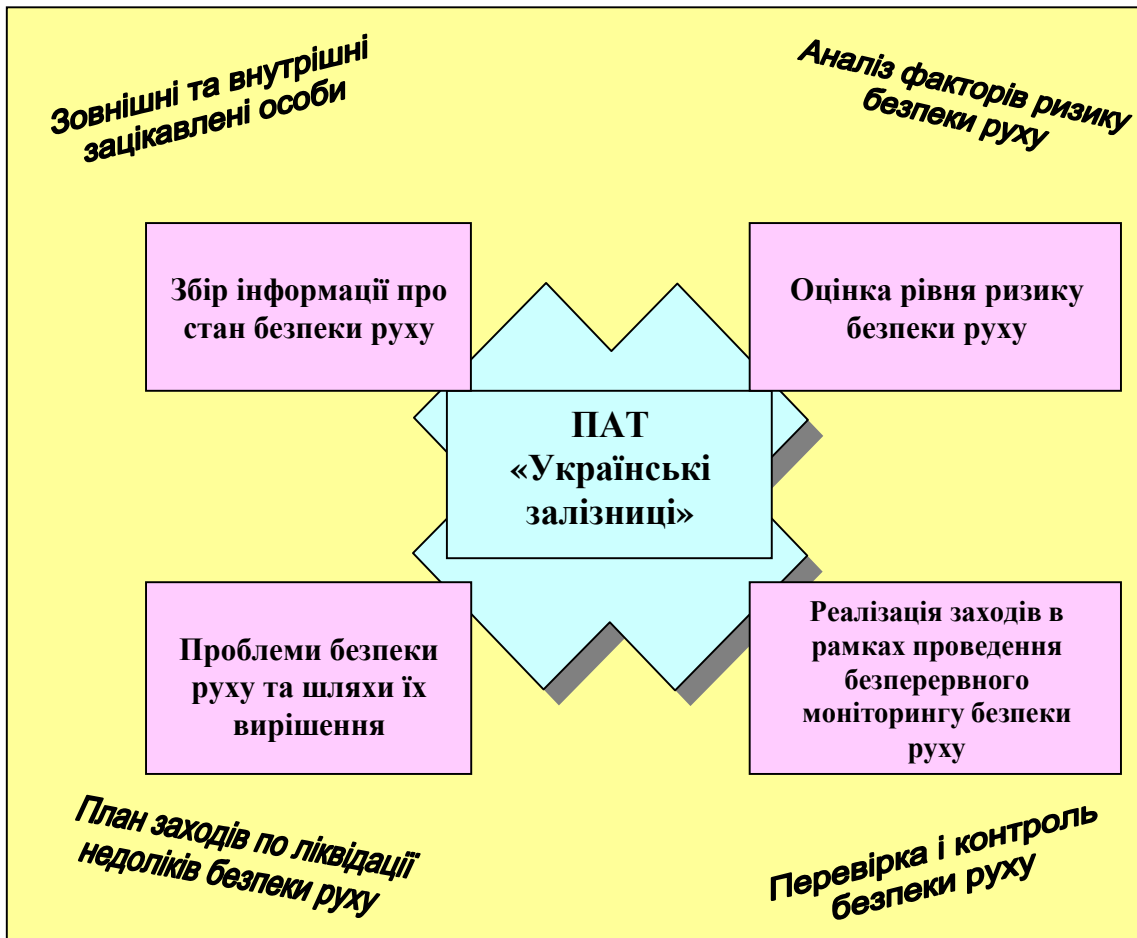 Зовнішні та внутрішні
зацікавлені особи
Аналіз факторів ризику
безпеки руху
Збір інформації про
стан безпеки руху
Оцінка рівня ризику
безпеки руху
ПАТ
«Українські
залізниці»
Проблеми безпеки
руху та шляхи їх
вирішення
Реалізація заходів в
рамках проведення
безперервного
моніторингу безпеки
руху
План заходів по ліквідації
недоліків безпеки руху
Перевірка і контроль
безпеки руху